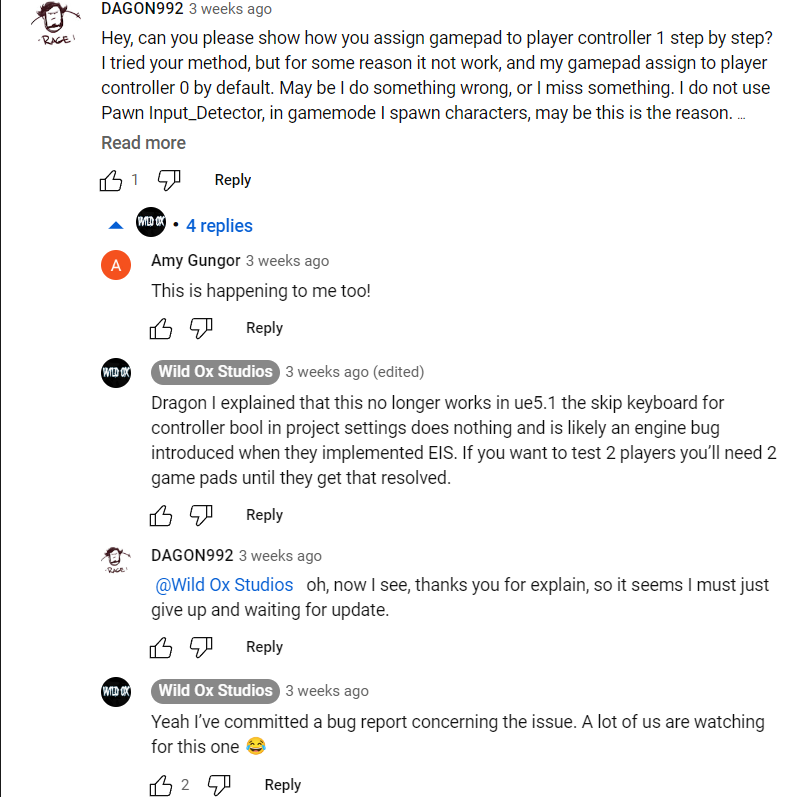 DAGON992 3 weeks ago
RAGE!
Hey, can you please show how you assign gamepad to player controller 1 step by step?
I tried your method, but for some reason it not work, and my gamepad assign to player
controller 0 by default. May be I do something wrong, or I miss something. I do not use
Pawn Input_Detector, in gamemode I spawn characters, may be this is the reason. ...
Read more
1 Reply
WILD OX • 4 replies
A Amy Gungor 3 weeks ago
This is happening to me too!
Reply
WILD OX Wild Ox Studios 3 weeks ago (edited)
Dragon I explained that this no longer works in ue5.1 the skip keyboard for
controller bool in project settings does nothing and is likely an engine bug
introduced when they implemented EIS. If you want to test 2 players you’ll need 2
game pads until they get that resolved.
Reply
DAGON992 3 weeks ago
RAGE!
@Wild Ox Studios oh, now I see, thanks you for explain, so it seems I must just
give up and waiting for update.
Reply
WILD OX Wild Ox Studios 3 weeks ago
Yeah I’ve committed a bug report concerning the issue. A lot of us are watching
for this one 😂
2 Reply